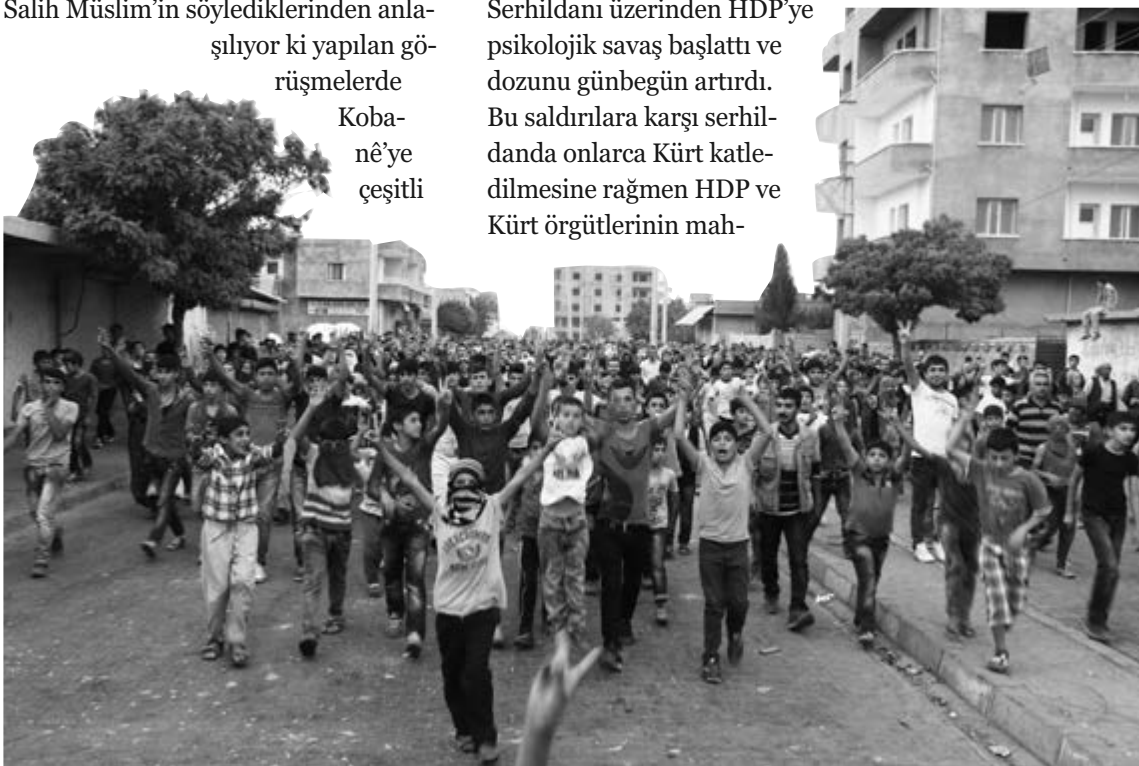 Salih Müslim’in söylediklerinden anla-
şılıyor ki yapılan gö-
rüşmelerde
Koba-
nê’ye
çeşitli
Serhildanı üzerinden HDP’ye
psikolojik savaş başlattı ve
dozunu günbegün artırdı.
Bu saldırılara karşı serhil-
danda onlarca Kürt katle-
dilmesine rağmen HDP ve
Kürt örgütlerinin mah-